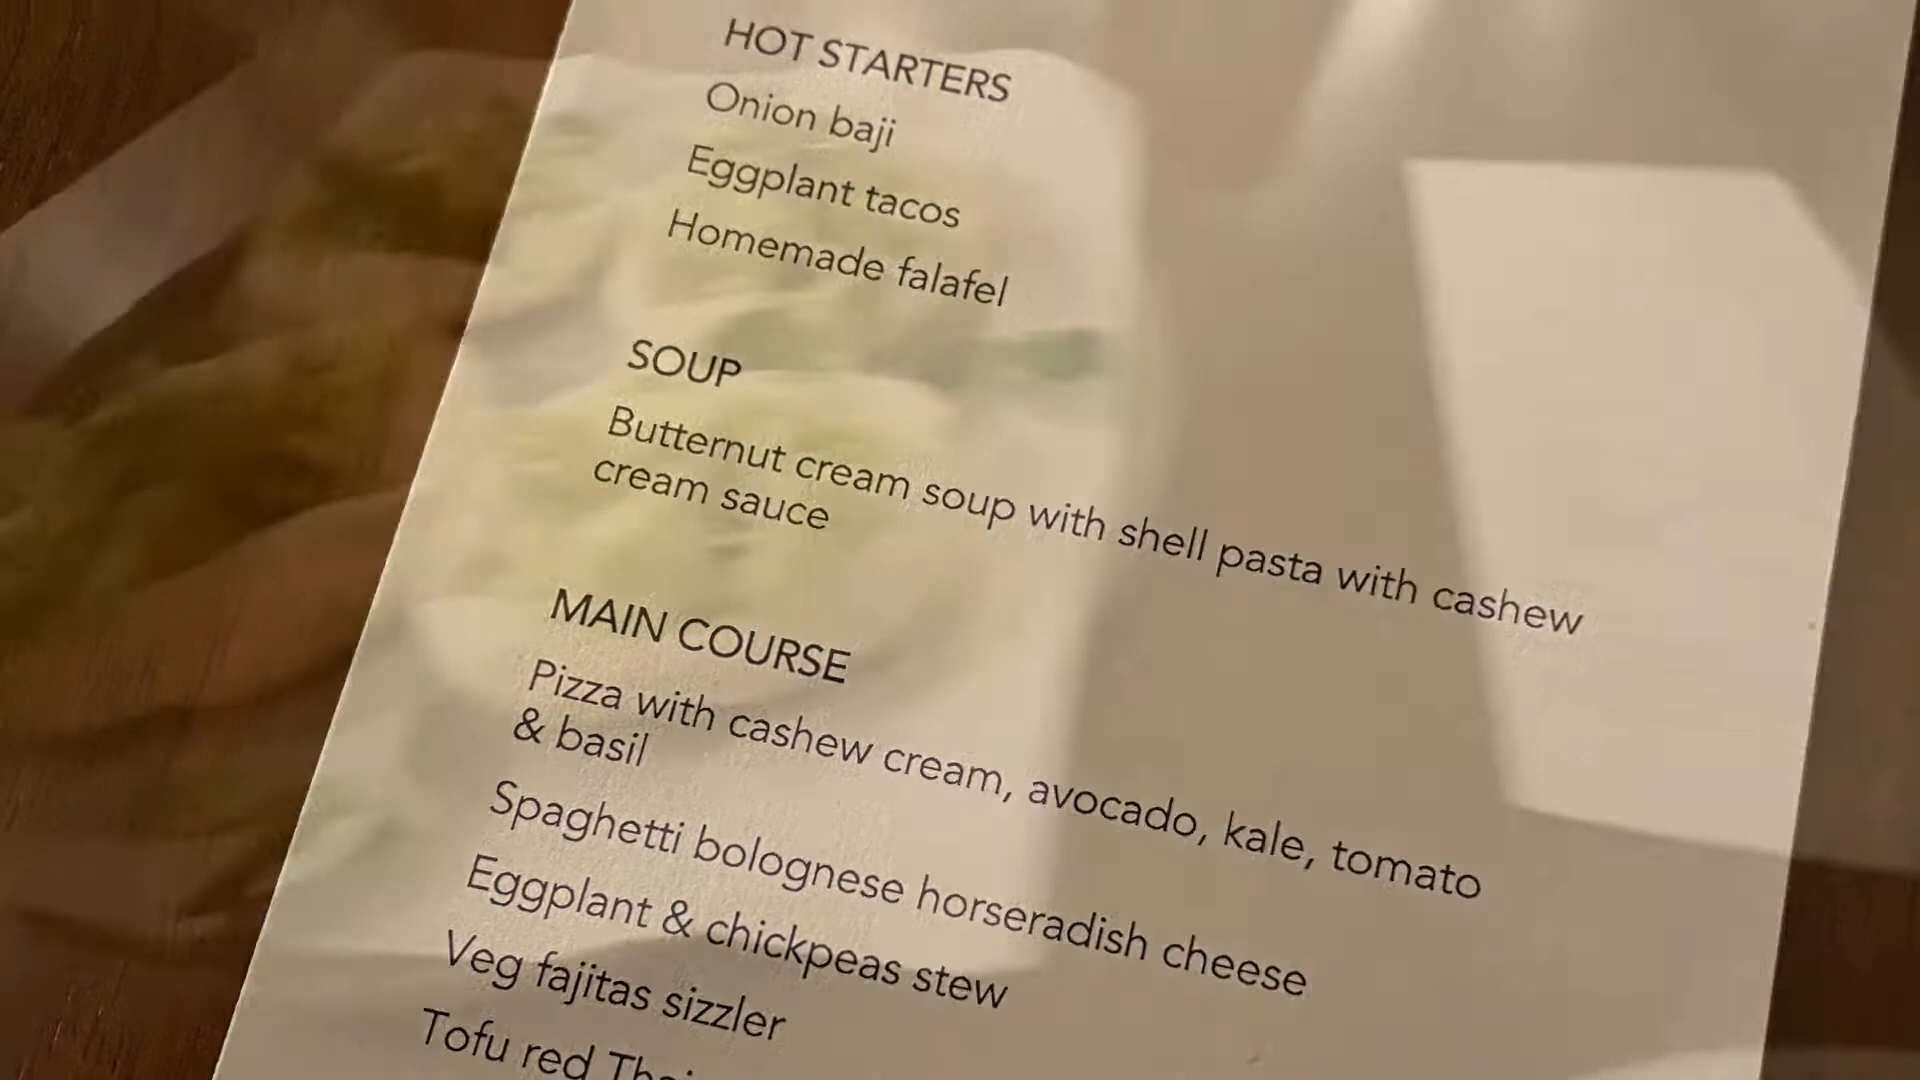 HOT STARTERS
Onion baji
Eggplant tacos
Homemade falafel
SOUP
Butternut cream soup with shell pasta with cashew
cream sauce
MAIN COURSE
Pizza with cashew cream, avocado, kale, tomato
& basil
Spaghetti bolognese horseradish cheese
Eggplant & chickpeas stew
Veg fajitas sizzler
Tofu red